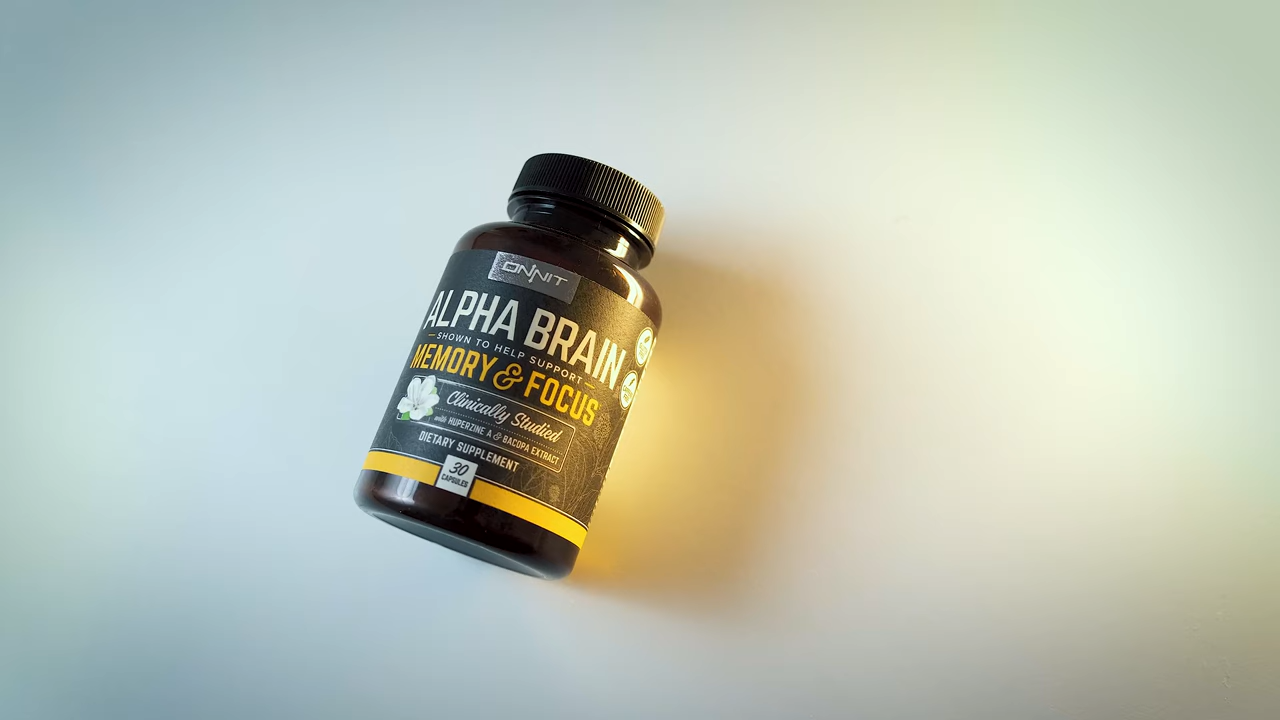 ONNIT
ALPHA BRAIN
SHOWN TO HELP SUPPORT
MEMORY & FOCUS
Clinically Studied
with HUPERZINE A & BACOPA EXTRACT
DIETARY SUPPLEMENT
30
CAPSULES